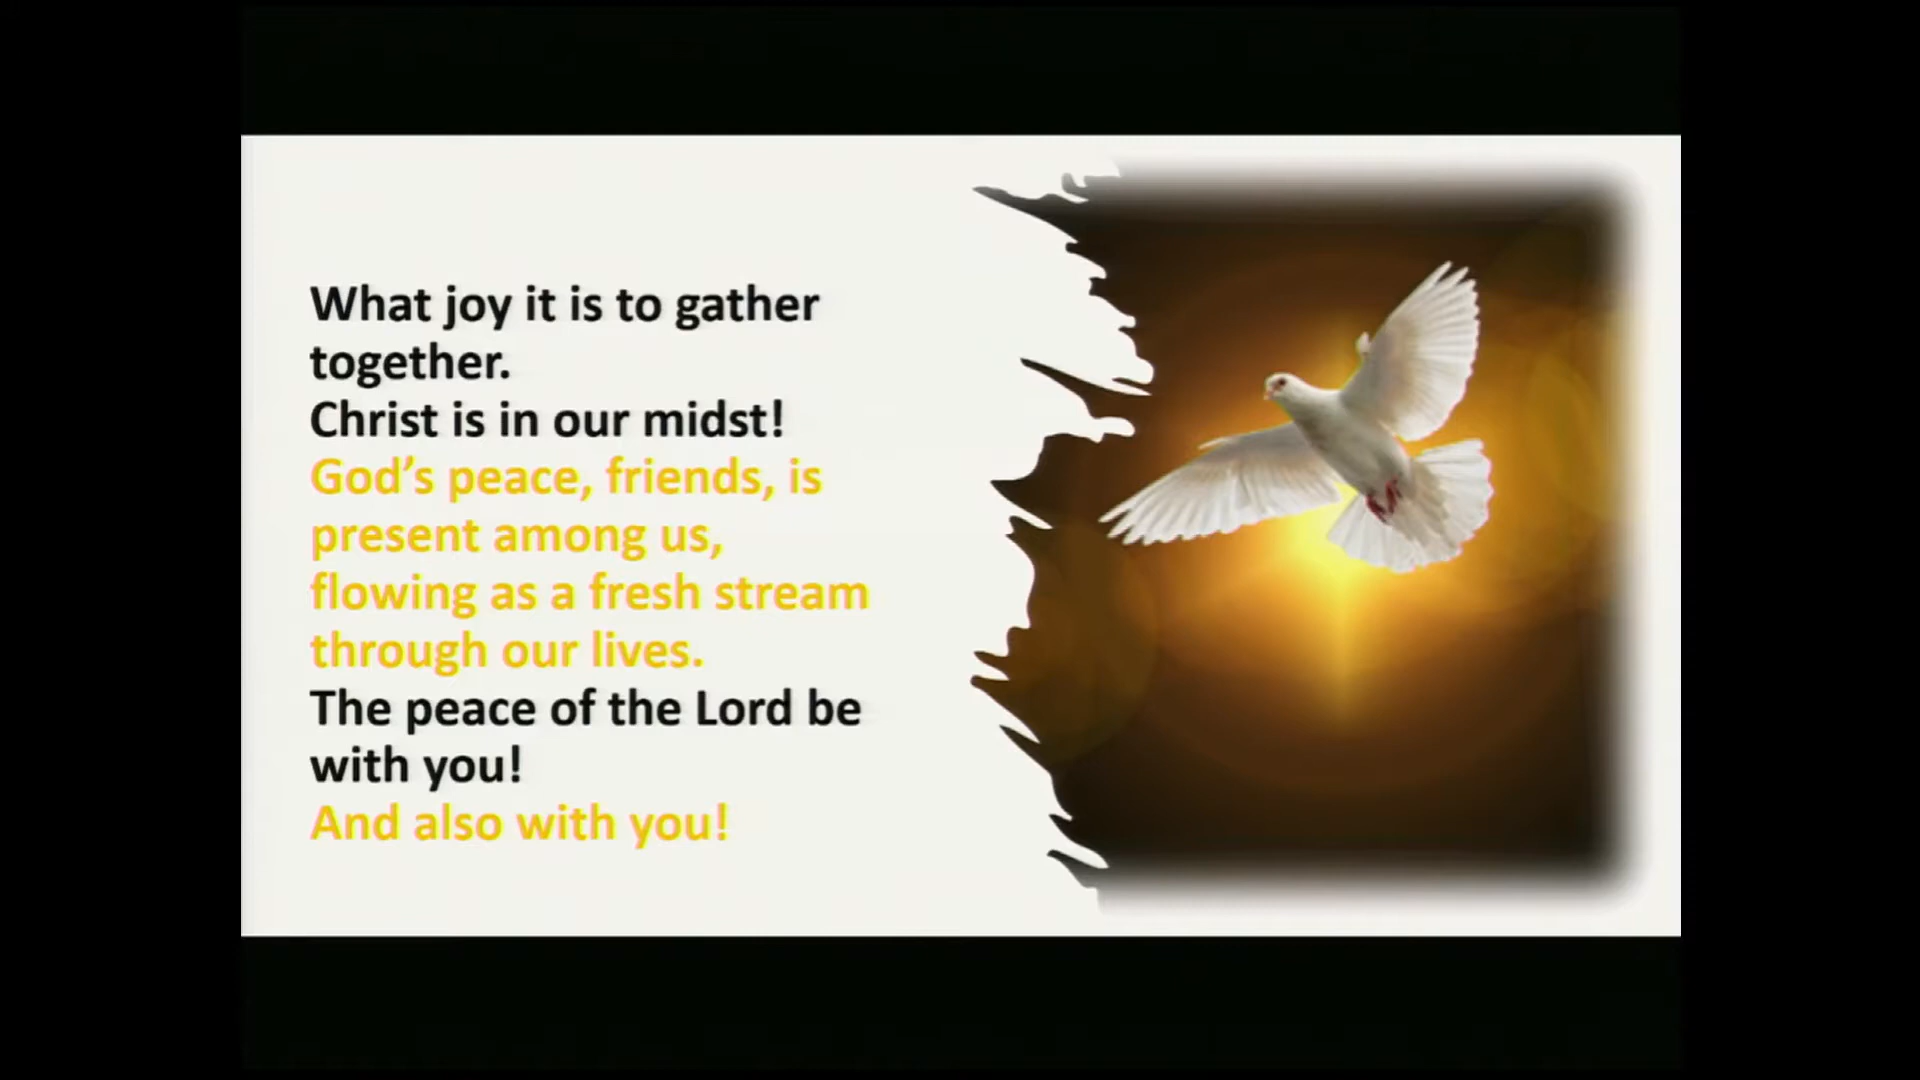 What joy it is to gather
together.
Christ is in our midst!
God’s peace, friends, is
present among us,
flowing as a fresh stream
through our lives.
The peace of the Lord be
with you!
And also with you!